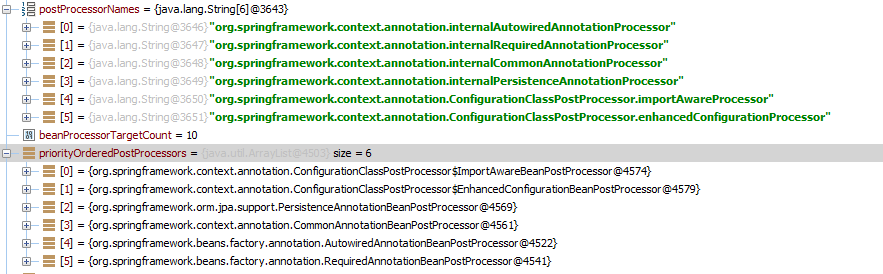 postProcessorNames = {java.lang.String[6]@3643}
[0] = {java.lang.String@3646}"org.springframework.context.annotation.internalAutowiredAnnotationProcessor"
[1] = {java.lang.String@3647}"org.springframework.context.annotation.internalRequiredAnnotationProcessor"
[2] = {java.lang.String@3648}"org.springframework.context.annotation.internalCommonAnnotationProcessor"
[3] = {java.lang.String@3649}"org.springframework.context.annotation.internalPersistenceAnnotationProcessor"
[4] = {java.lang.String@3650}"org.springframework.context.annotation.ConfigurationClassPostProcessor.importAwareProcessor"
[5] = {java.lang.String@3651}"org.springframework.context.annotation.ConfigurationClassPostProcessor.enhancedConfigurationProcessor"
beanProcessorTargetCount = 10
priorityOrderedPostProcessors = {java.util.ArrayList@4503} size = 6
[0] = {org.springframework.context.annotation.ConfigurationClassPostProcessor$ImportAwareBeanPostProcessor@4574}
[1] = {org.springframework.context.annotation.ConfigurationClassPostProcessor$EnhancedConfigurationBeanPostProcessor@4579}
[2] = {org.springframework.orm.jpa.support.PersistenceAnnotationBeanPostProcessor@4569}
[3] = {org.springframework.context.annotation.CommonAnnotationBeanPostProcessor@4561}
[4] = {org.springframework.beans.factory.annotation.AutowiredAnnotationBeanPostProcessor@4522}
[5] = {org.springframework.beans.factory.annotation.RequiredAnnotationBeanPostProcessor@4541}